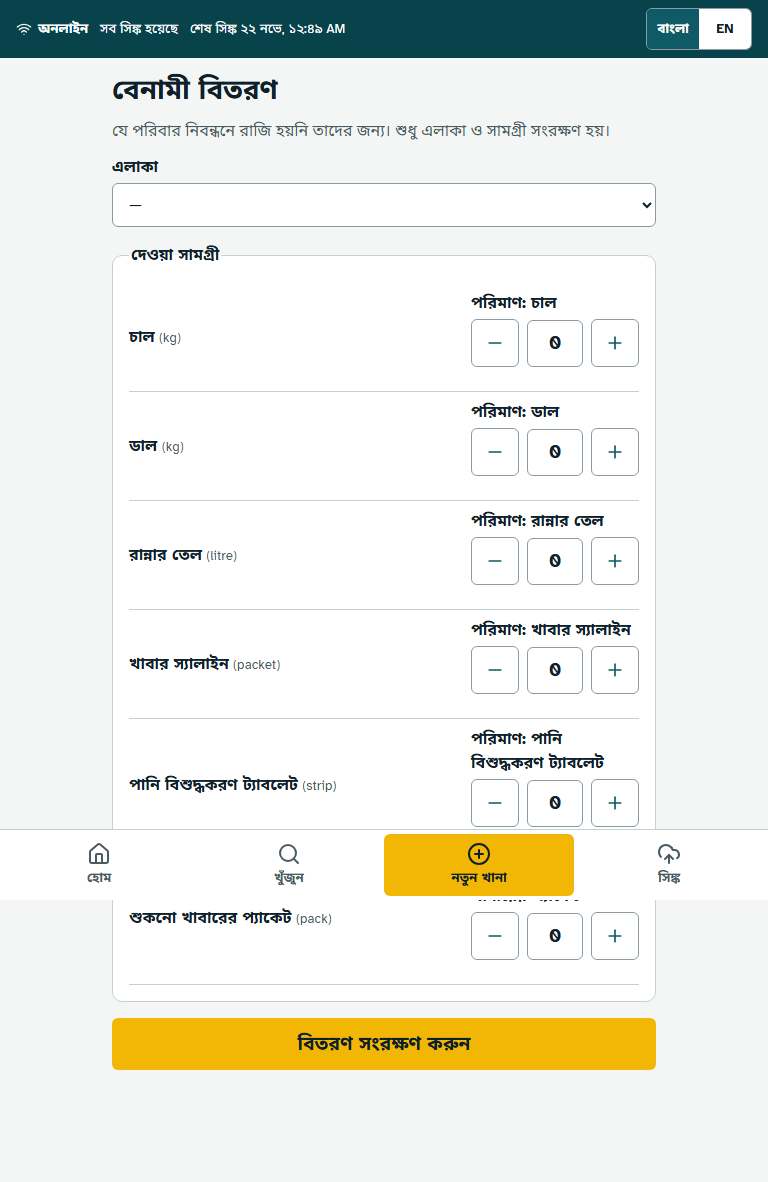 অনলাইন সব সিঙ্ক হয়েছে শেষ সিঙ্ক ২২ নভে, ১২:৪৯ AM বাংলা EN
বেনামী বিতরণ
যে পরিবার নিবন্ধনে রাজি হয়নি তাদের জন্য। শুধু এলাকা ও সামগ্রী সংরক্ষণ হয়।
এলাকা
—
দেওয়া সামগ্রী
পরিমাণ: চাল
চাল (kg)
0
পরিমাণ: ডাল
ডাল (kg)
0
পরিমাণ: রান্নার তেল
রান্নার তেল (litre)
0
পরিমাণ: খাবার স্যালাইন
খাবার স্যালাইন (packet)
0
পরিমাণ: পানি
বিশুদ্ধকরণ ট্যাবলেট
পানি বিশুদ্ধকরণ ট্যাবলেট (strip)
0
হোম
খুঁজুন
নতুন খানা
সিঙ্ক
শুকনো খাবারের প্যাকেট (pack)
0
বিতরণ সংরক্ষণ করুন